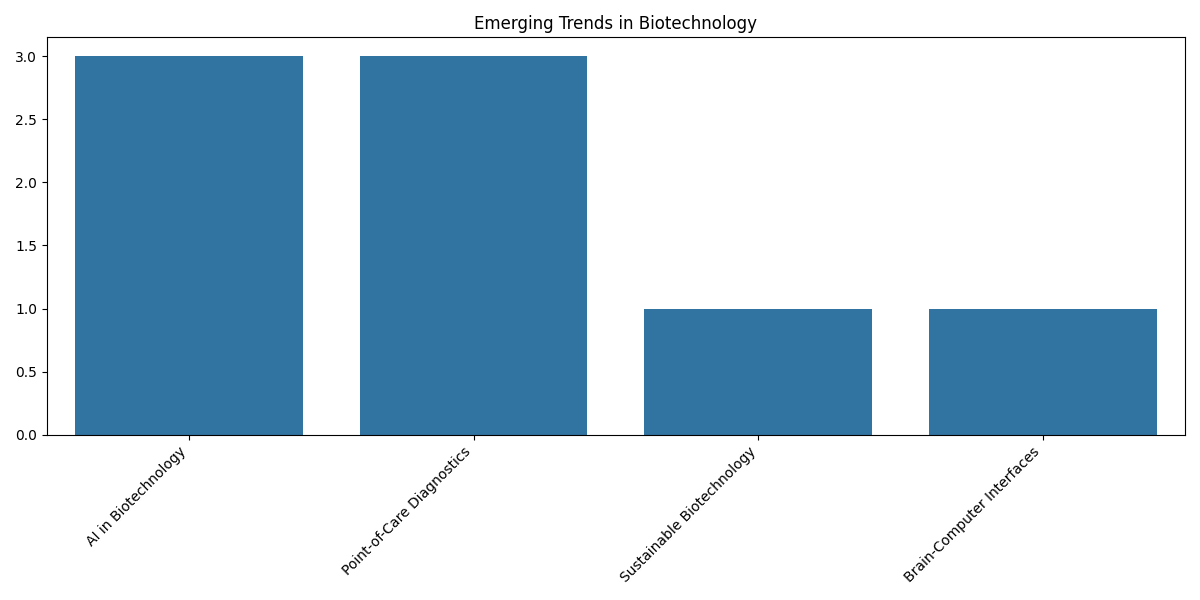 Emerging Trends in Biotechnology
3.0
2.5
2.0
1.5
1.0
0.5
0.0
AI in Biotechnology
Point-of-Care Diagnostics
Sustainable Biotechnology
Brain-Computer Interfaces